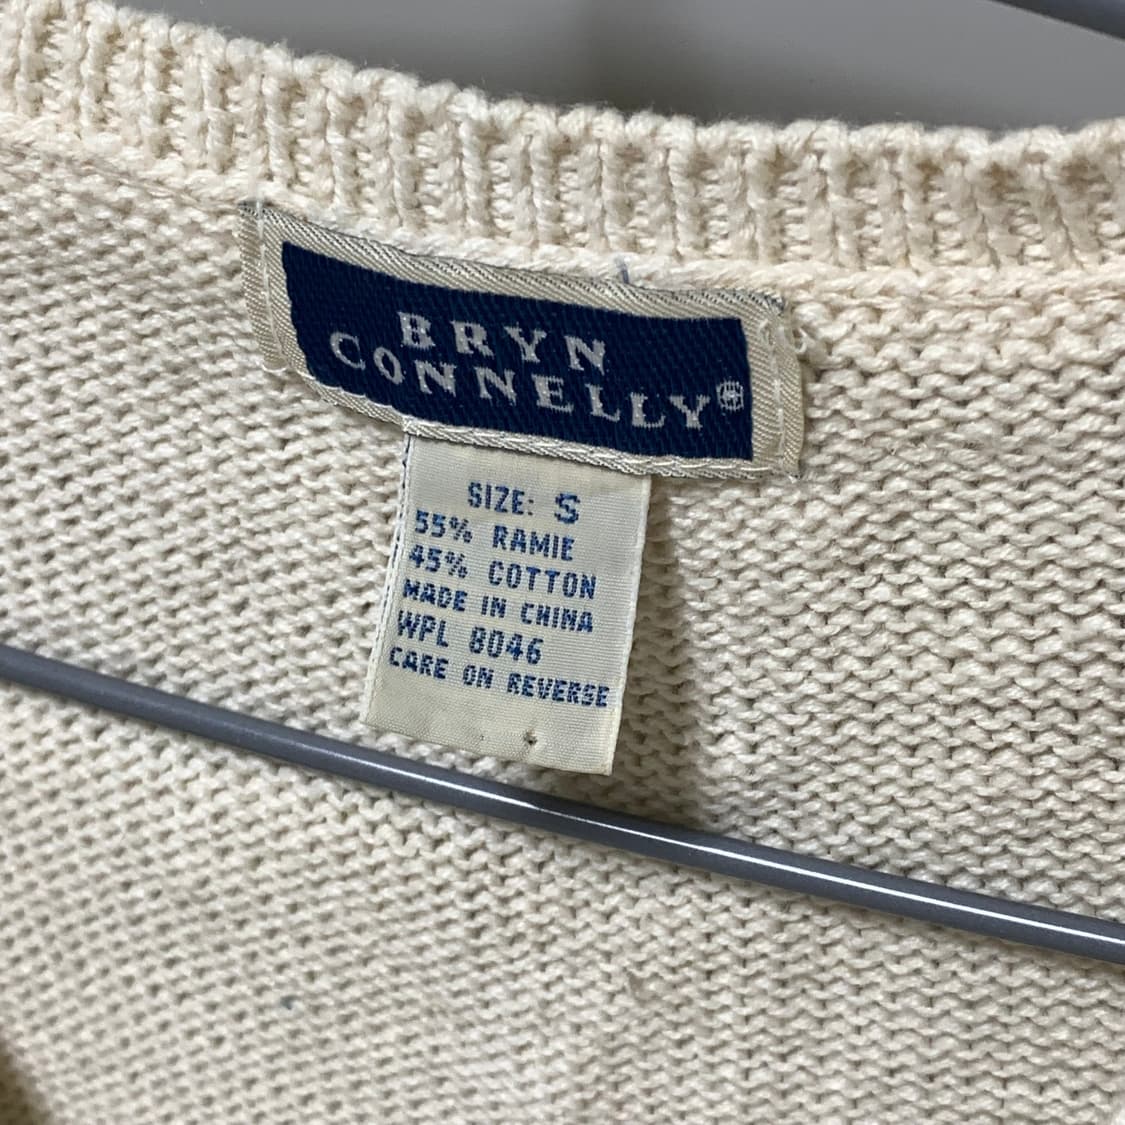 BRYN
CONNELLY®
SIZE: S
55% RAMIE
45% COTTON
MADE IN CHINA
WPL 8046
CARE ON REVERSE